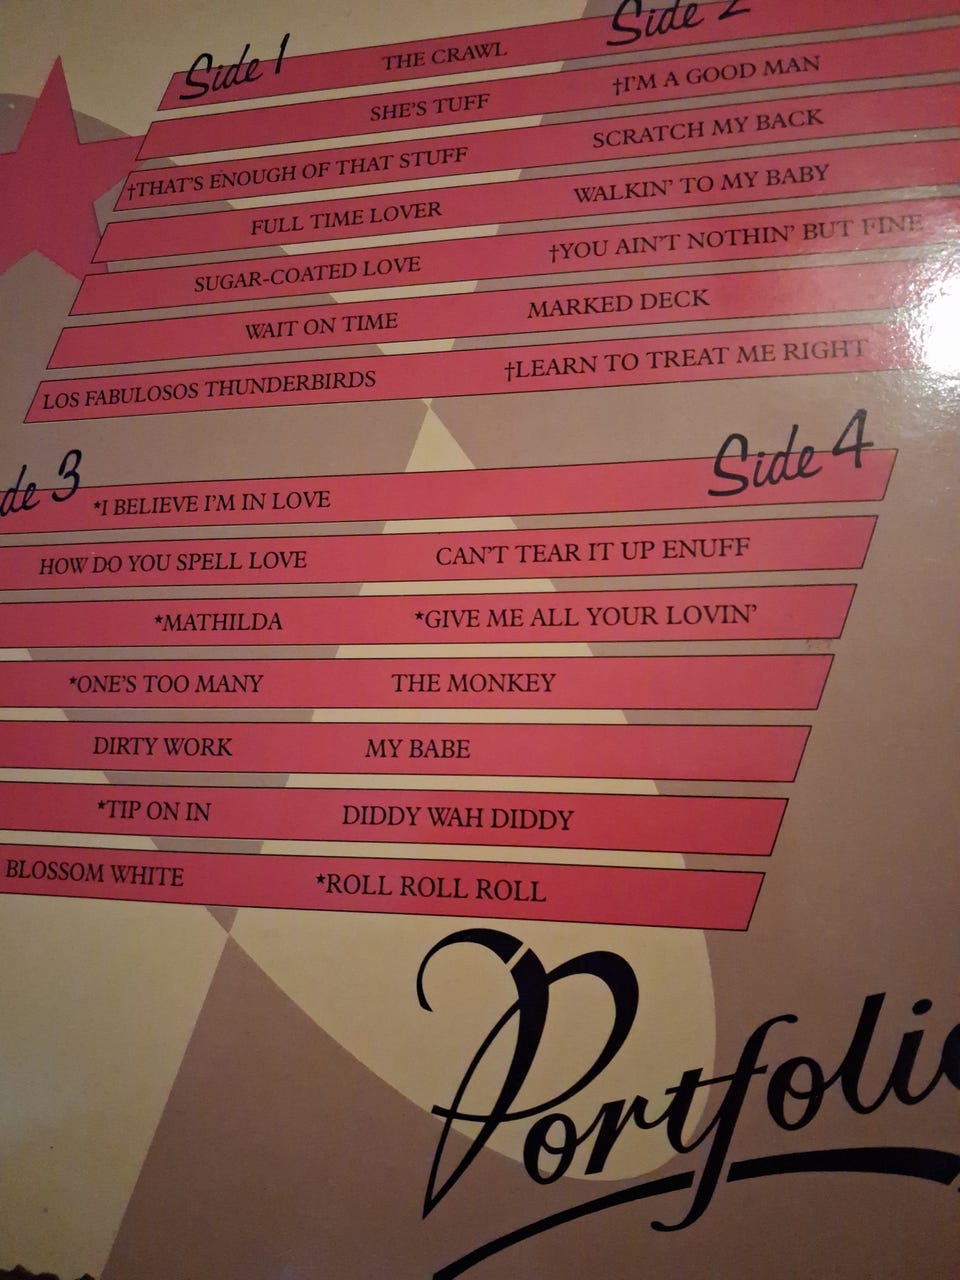 Side 1
THE CRAWL
SHE'S TUFF
†THAT'S ENOUGH OF THAT STUFF
FULL TIME LOVER
SUGAR-COATED LOVE
WAIT ON TIME
LOS FABULOSOS THUNDERBIRDS
Side 2
†I'M A GOOD MAN
SCRATCH MY BACK
WALKIN' TO MY BABY
†YOU AIN'T NOTHIN' BUT FINE
MARKED DECK
†LEARN TO TREAT ME RIGHT
de 3
*I BELIEVE I'M IN LOVE
HOW DO YOU SPELL LOVE
*MATHILDA
*ONE'S TOO MANY
DIRTY WORK
*TIP ON IN
BLOSSOM WHITE
Side 4
CAN'T TEAR IT UP ENUFF
*GIVE ME ALL YOUR LOVIN'
THE MONKEY
MY BABE
DIDDY WAH DIDDY
*ROLL ROLL ROLL
Portfolio